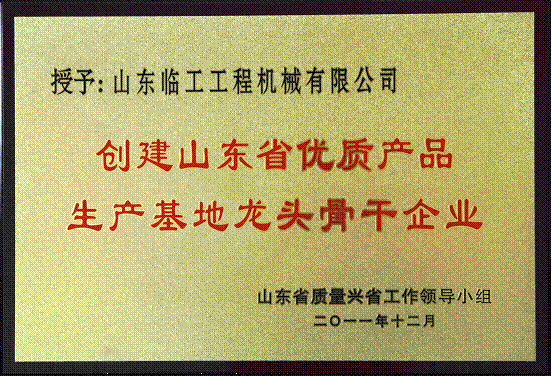 授予:山东临工工程机械有限公司
创建山东省优质产品
生产基地龙头骨干企业
山东省质量兴省工作领导小组
二〇一一年十二月